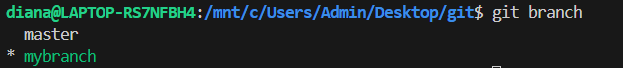 diana@LAPTOP-RS7NFBH4:/mnt/c/Users/Admin/Desktop/git$ git branch
  master
* mybranch